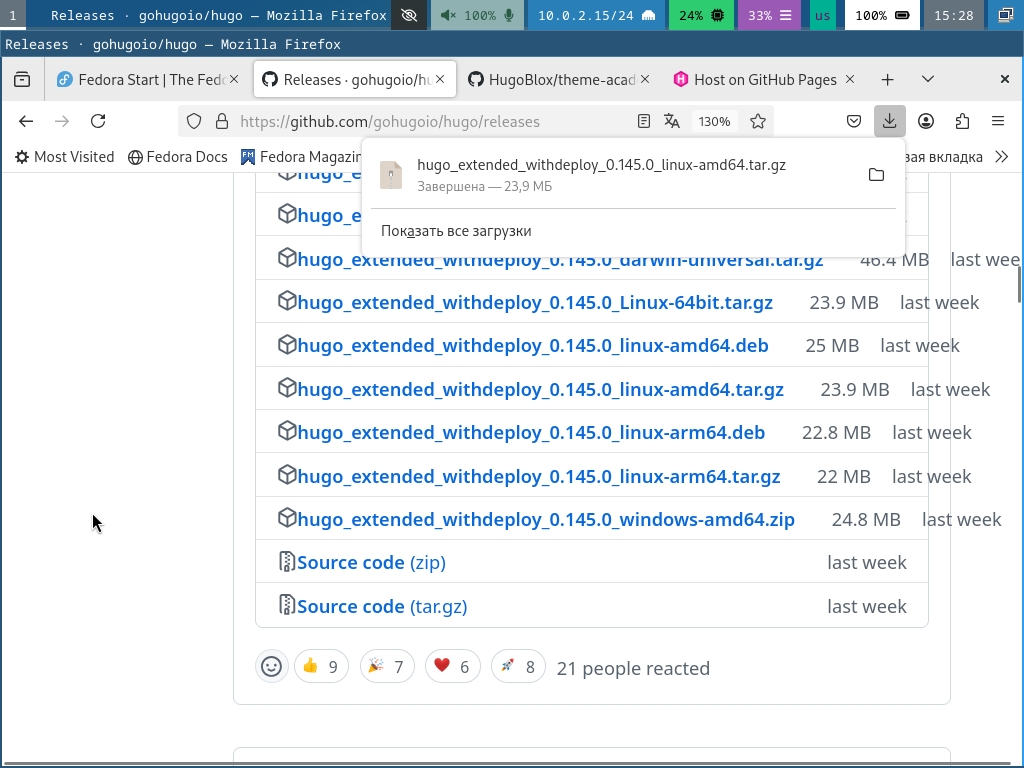 1 Releases · gohugoio/hugo — Mozilla Firefox 100% 10.0.2.15/24 24% 33% us 100% 15:28
Releases · gohugoio/hugo — Mozilla Firefox
Fedora Start | The Fedo Releases · gohugoio/hu HugoBlox/theme-acad Host on GitHub Pages
https://github.com/gohugoio/hugo/releases 130%
Most Visited Fedora Docs Fedora Magazin вая вкладка
hugo_extended_withdeploy_0.145.0_linux-amd64.tar.gz
Завершена — 23,9 МБ
Показать все загрузки
hugo_e
hugo_extended_withdeploy_0.145.0_darwin-universal.tar.gz 46.4 MB last wee
hugo_extended_withdeploy_0.145.0_Linux-64bit.tar.gz 23.9 MB last week
hugo_extended_withdeploy_0.145.0_linux-amd64.deb 25 MB last week
hugo_extended_withdeploy_0.145.0_linux-amd64.tar.gz 23.9 MB last week
hugo_extended_withdeploy_0.145.0_linux-arm64.deb 22.8 MB last week
hugo_extended_withdeploy_0.145.0_linux-arm64.tar.gz 22 MB last week
hugo_extended_withdeploy_0.145.0_windows-amd64.zip 24.8 MB last week
Source code (zip) last week
Source code (tar.gz) last week
9 7 6 8 21 people reacted